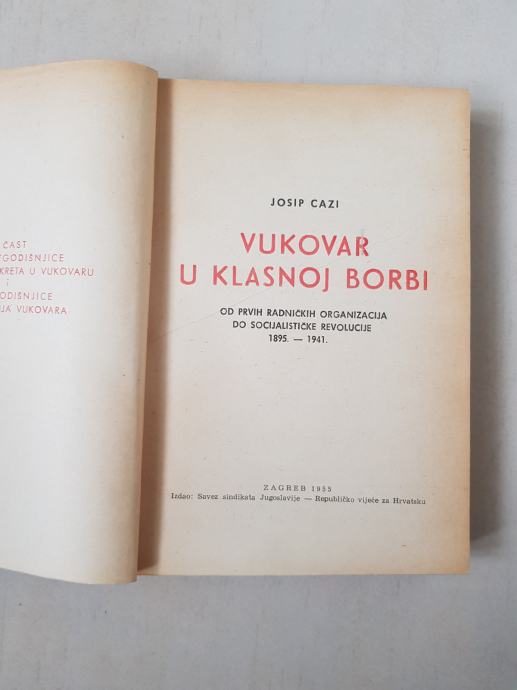 ČAST
GODIŠNJICE
KRETA U VUKOVARU
i
ODIŠNJICE
JA VUKOVARA
JOSIP CAZI
VUKOVAR
U KLASNOJ BORBI
OD PRVIH RADNIČKIH ORGANIZACIJA
DO SOCIJALISTIČKE REVOLUCIJE
1895. — 1941.
ZAGREB 1955
Izdao: Savez sindikata Jugoslavije — Republičko vijeće za Hrvatsku